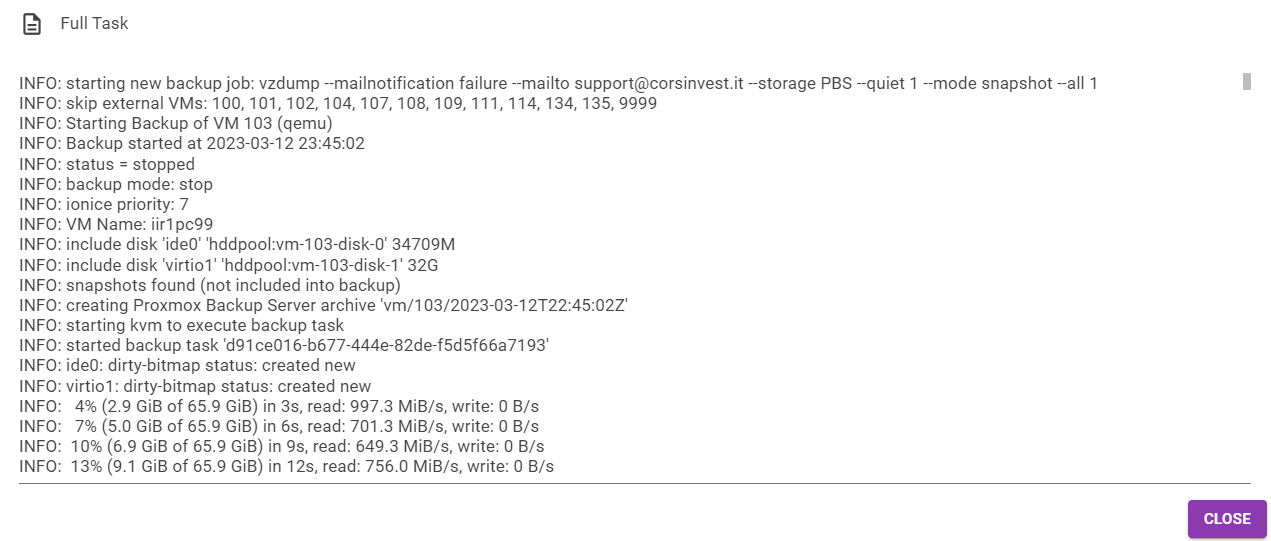 Full Task
INFO: starting new backup job: vzdump --mailnotification failure --mailto support@corsinvest.it --storage PBS --quiet 1 --mode snapshot --all 1
INFO: skip external VMs: 100, 101, 102, 104, 107, 108, 109, 111, 114, 134, 135, 9999
INFO: Starting Backup of VM 103 (qemu)
INFO: Backup started at 2023-03-12 23:45:02
INFO: status = stopped
INFO: backup mode: stop
INFO: ionice priority: 7
INFO: VM Name: iir1pc99
INFO: include disk 'ide0' 'hddpool:vm-103-disk-0' 34709M
INFO: include disk 'virtio1' 'hddpool:vm-103-disk-1' 32G
INFO: snapshots found (not included into backup)
INFO: creating Proxmox Backup Server archive 'vm/103/2023-03-12T22:45:02Z'
INFO: starting kvm to execute backup task
INFO: started backup task 'd91ce016-b677-444e-82de-f5d5f66a7193'
INFO: ide0: dirty-bitmap status: created new
INFO: virtio1: dirty-bitmap status: created new
INFO:   4% (2.9 GiB of 65.9 GiB) in 3s, read: 997.3 MiB/s, write: 0 B/s
INFO:   7% (5.0 GiB of 65.9 GiB) in 6s, read: 701.3 MiB/s, write: 0 B/s
INFO:  10% (6.9 GiB of 65.9 GiB) in 9s, read: 649.3 MiB/s, write: 0 B/s
INFO:  13% (9.1 GiB of 65.9 GiB) in 12s, read: 756.0 MiB/s, write: 0 B/s
CLOSE